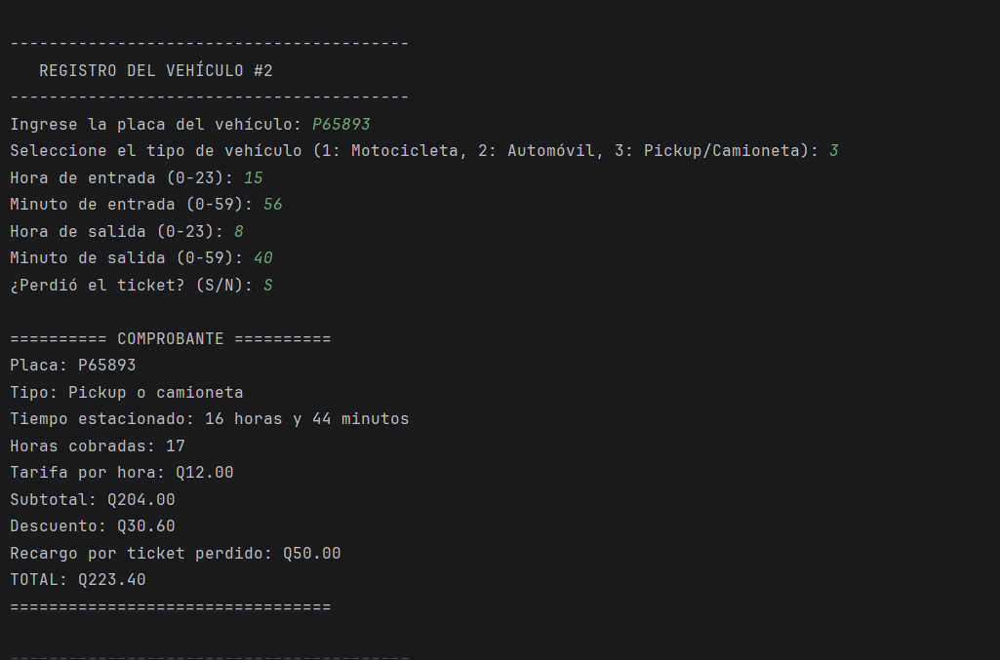 -----------------------------------------
   REGISTRO DEL VEHÍCULO #2
-----------------------------------------
Ingrese la placa del vehículo: P65893
Seleccione el tipo de vehículo (1: Motocicleta, 2: Automóvil, 3: Pickup/Camioneta): 3
Hora de entrada (0-23): 15
Minuto de entrada (0-59): 56
Hora de salida (0-23): 8
Minuto de salida (0-59): 40
¿Perdió el ticket? (S/N): S

========== COMPROBANTE ==========
Placa: P65893
Tipo: Pickup o camioneta
Tiempo estacionado: 16 horas y 44 minutos
Horas cobradas: 17
Tarifa por hora: Q12.00
Subtotal: Q204.00
Descuento: Q30.60
Recargo por ticket perdido: Q50.00
TOTAL: Q223.40
=================================

-----------------------------------------